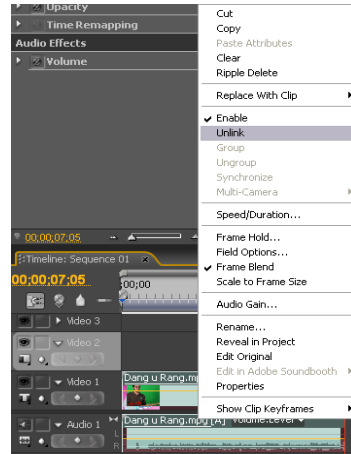 Opacity
Time Remapping
Audio Effects
Volume
Cut
Copy
Paste Attributes
Clear
Ripple Delete
Replace With Clip
Enable
Unlink
Group
Ungroup
Synchronize
Multi-Camera
Speed/Duration...
Frame Hold...
Field Options...
Frame Blend
Scale to Frame Size
Audio Gain...
Rename...
Reveal in Project
Edit Original
Edit in Adobe Soundbooth
Properties
Show Clip Keyframes
00;00;07;05
Timeline: Sequence 01
00;00;07;05
;00;00
Video 3
Video 2
Video 1
Dang u Rang.mp
Audio 1
Dang u Rang.mpg [A] Volume:Level
L
R